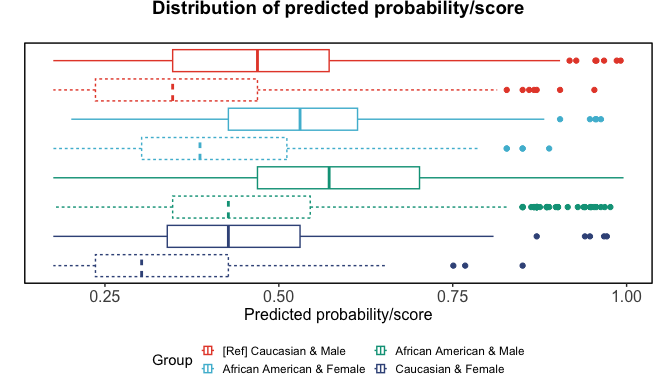 Distribution of predicted probability/score
0.25 0.50 0.75 1.00
Predicted probability/score
Group
[Ref] Caucasian & Male African American & Male
African American & Female Caucasian & Female